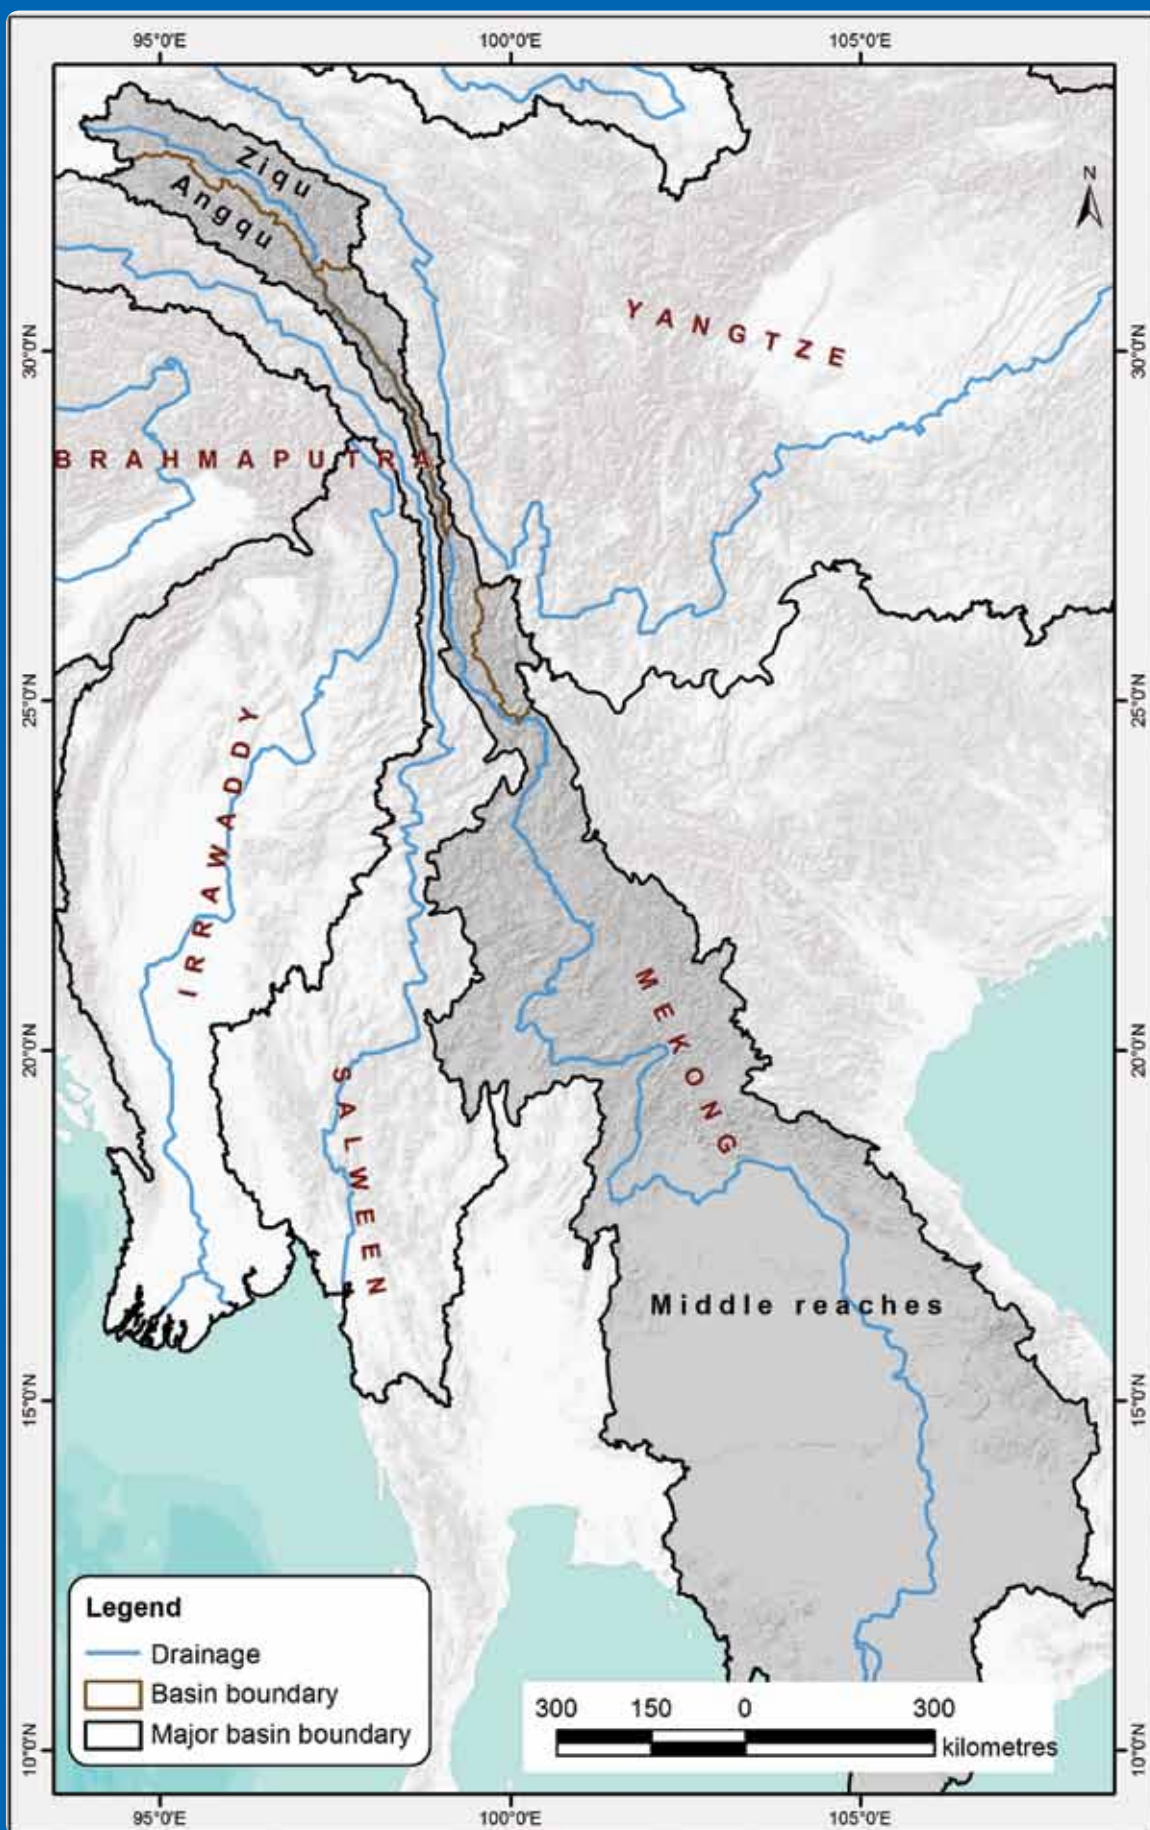 95°0'E 100°0'E 105°0'E
N
Ziqu
Angqu
YANGTZE
30°0'N 30°0'N
BRAHMAPUTRA
25°0'N 25°0'N
IRRAWADDY
MEKONG
20°0'N 20°0'N
SALWEEN
Middle reaches
15°0'N 15°0'N
Legend
Drainage
Basin boundary
Major basin boundary
300 150 0 300
kilometres
10°0'N 10°0'N
95°0'E 100°0'E 105°0'E